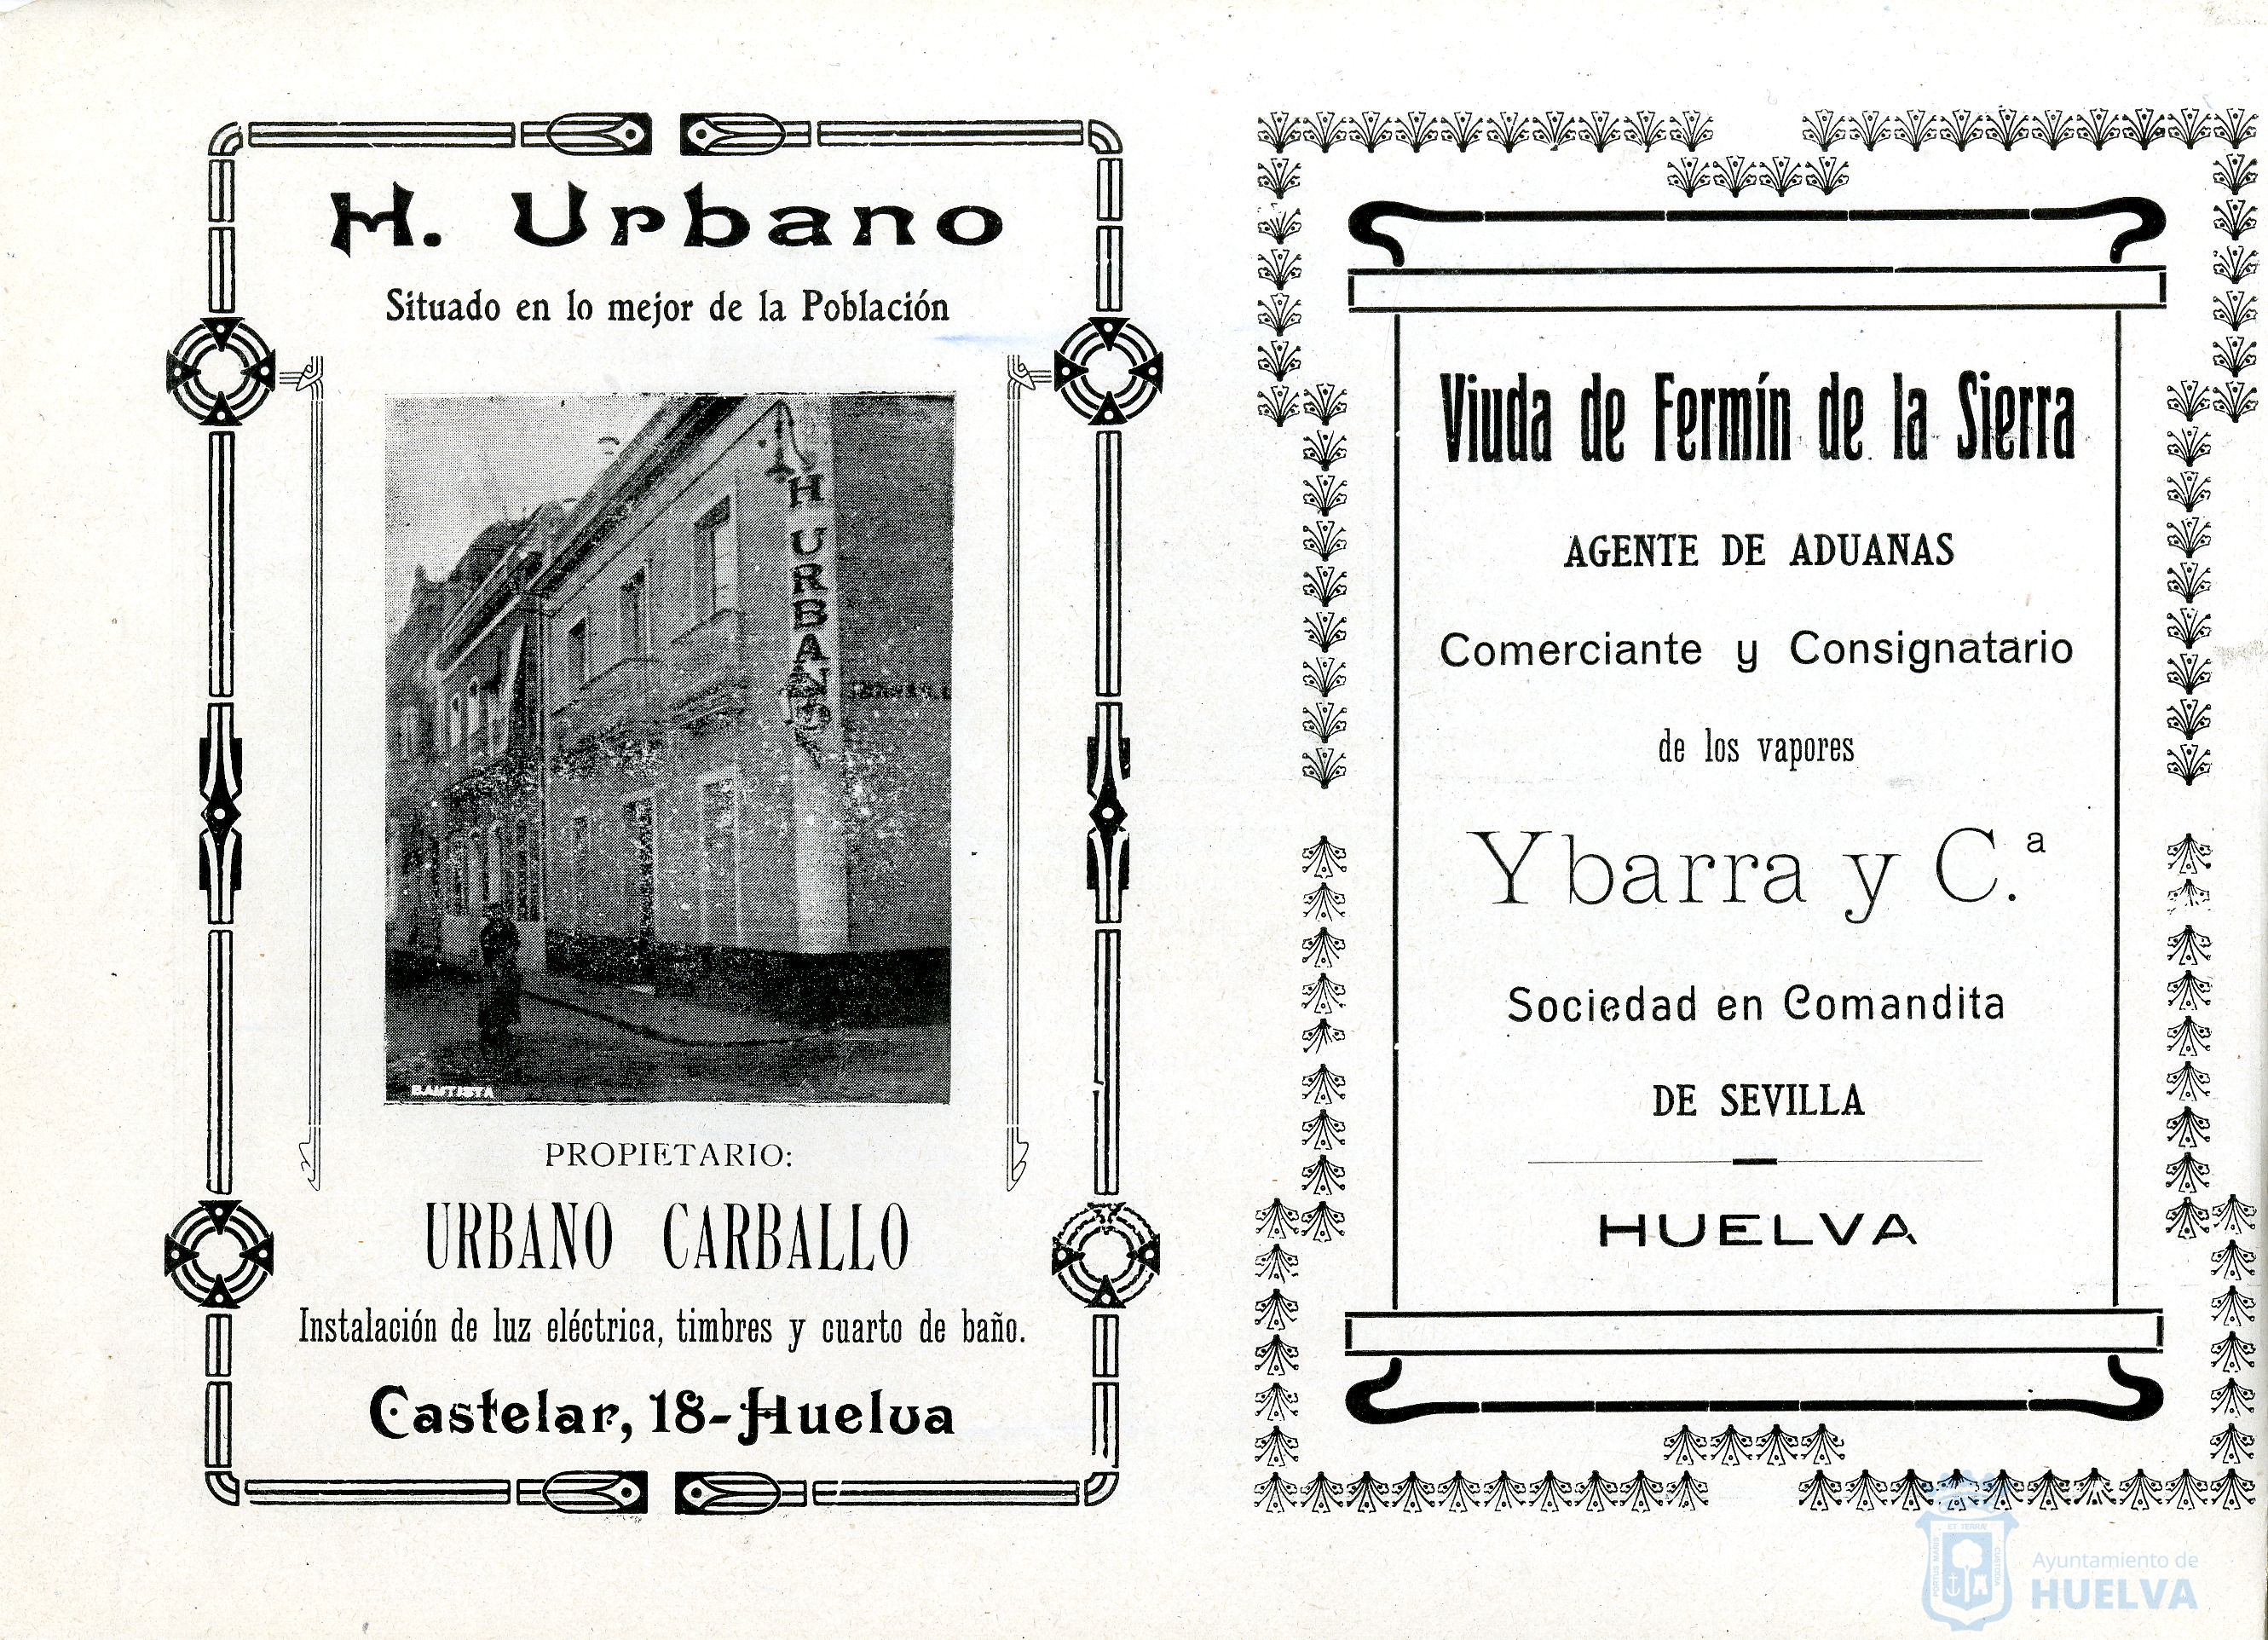 H. Urbano
Situado en lo mejor de la Población
H
URBANO
BAUTISTA
PROPIETARIO:
URBANO CARBALLO
Instalación de luz eléctrica, timbres y cuarto de baño.
Castelar, 18-Huelva
Viuda de Fermín de la Sierra
AGENTE DE ADUANAS
Comerciante y Consignatario
de los vapores
Ybarra y C.ª
Sociedad en Comandita
DE SEVILLA
HUELVA
Ayuntamiento de
HUELVA